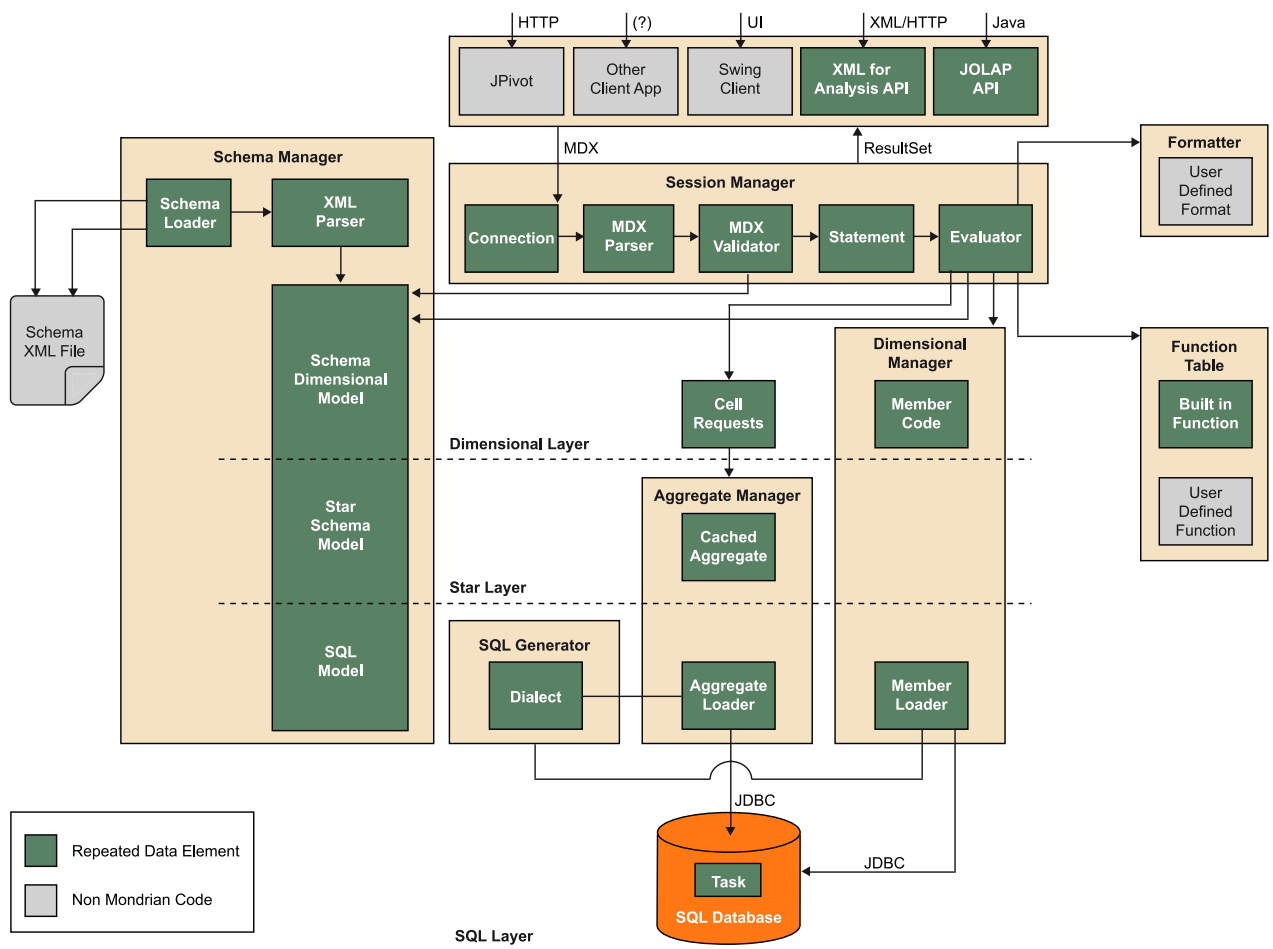 HTTP
(?)
UI
XML/HTTP
Java
JPivot
Other
Client App
Swing
Client
XML for
Analysis API
JOLAP
API
MDX
ResultSet
Schema Manager
Schema
Loader
XML
Parser
Session Manager
Connection
MDX
Parser
MDX
Validator
Statement
Evaluator
Formatter
User
Defined
Format
Schema
XML File
Schema
Dimensional
Model
Star
Schema
Model
SQL
Model
Cell
Requests
Dimensional
Manager
Member
Code
Function
Table
Built in
Function
User
Defined
Function
Dimensional Layer
Aggregate Manager
Cached
Aggregate
Star Layer
SQL Generator
Dialect
Aggregate
Loader
Member
Loader
JDBC
JDBC
Task
SQL Database
Repeated Data Element
Non Mondrian Code
SQL Layer